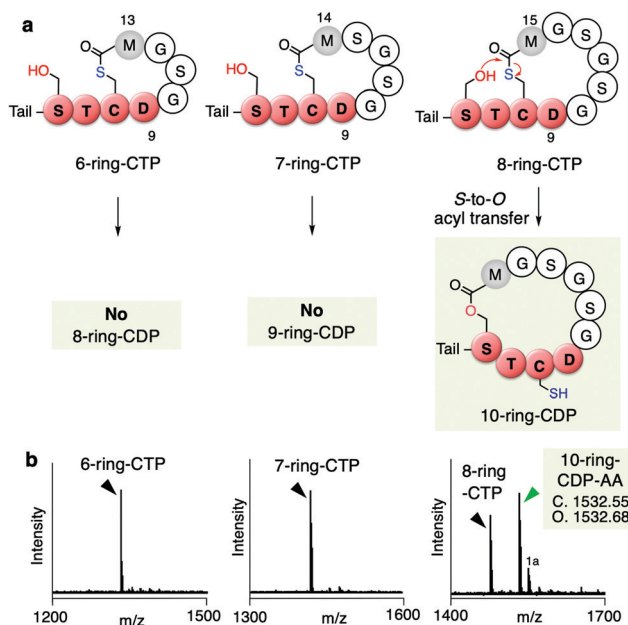 a
13
O
M
G
S
G
HO
S
Tail
S
T
C
D
9
6-ring-CTP
14
O
M
S
G
S
G
HO
S
Tail
S
T
C
D
9
7-ring-CTP
15
O
M
G
S
G
S
G
OH
S
Tail
S
T
C
D
9
8-ring-CTP
S-to-O
acyl transfer
No
8-ring-CDP
No
9-ring-CDP
O
M
G
S
G
S
G
O
Tail
S
T
C
D
SH
10-ring-CDP
b
6-ring-CTP
Intensity
1200
m/z
1500
7-ring-CTP
Intensity
1300
m/z
1600
8-ring
-CTP
10-ring-
CDP-AA
C. 1532.55
O. 1532.68
1a
Intensity
1400
m/z
1700